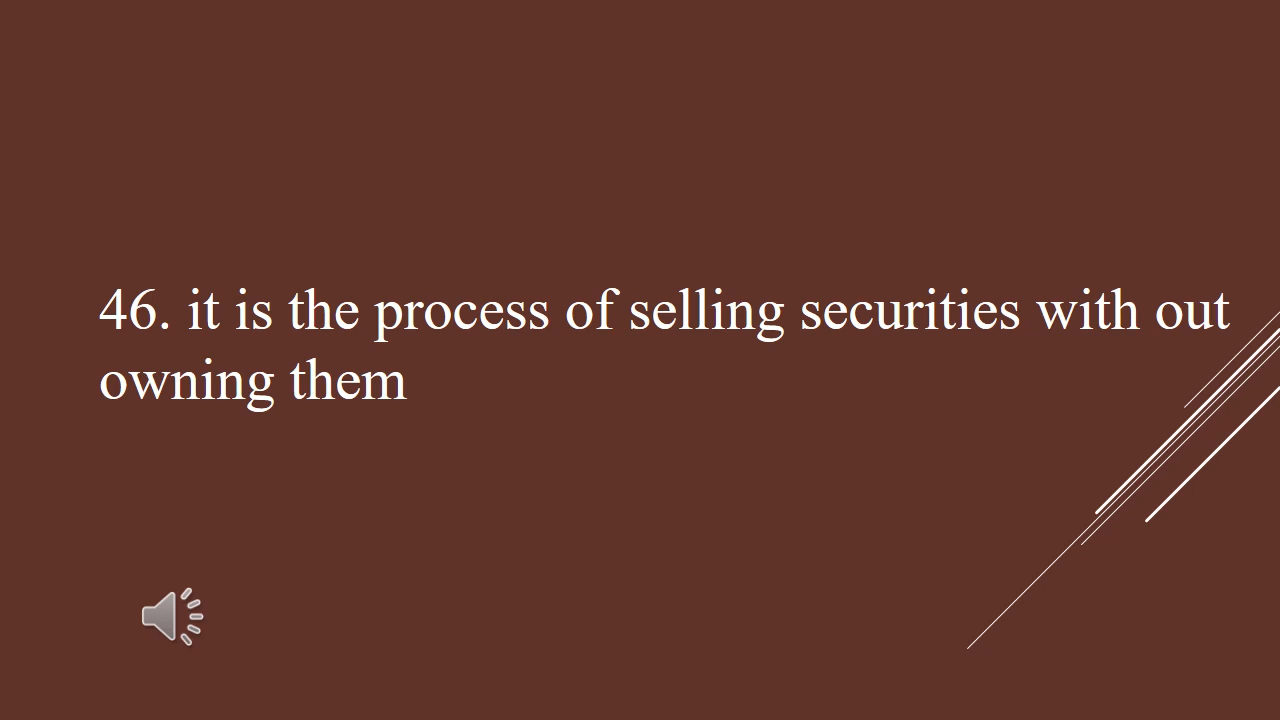 46. it is the process of selling securities with out
owning them